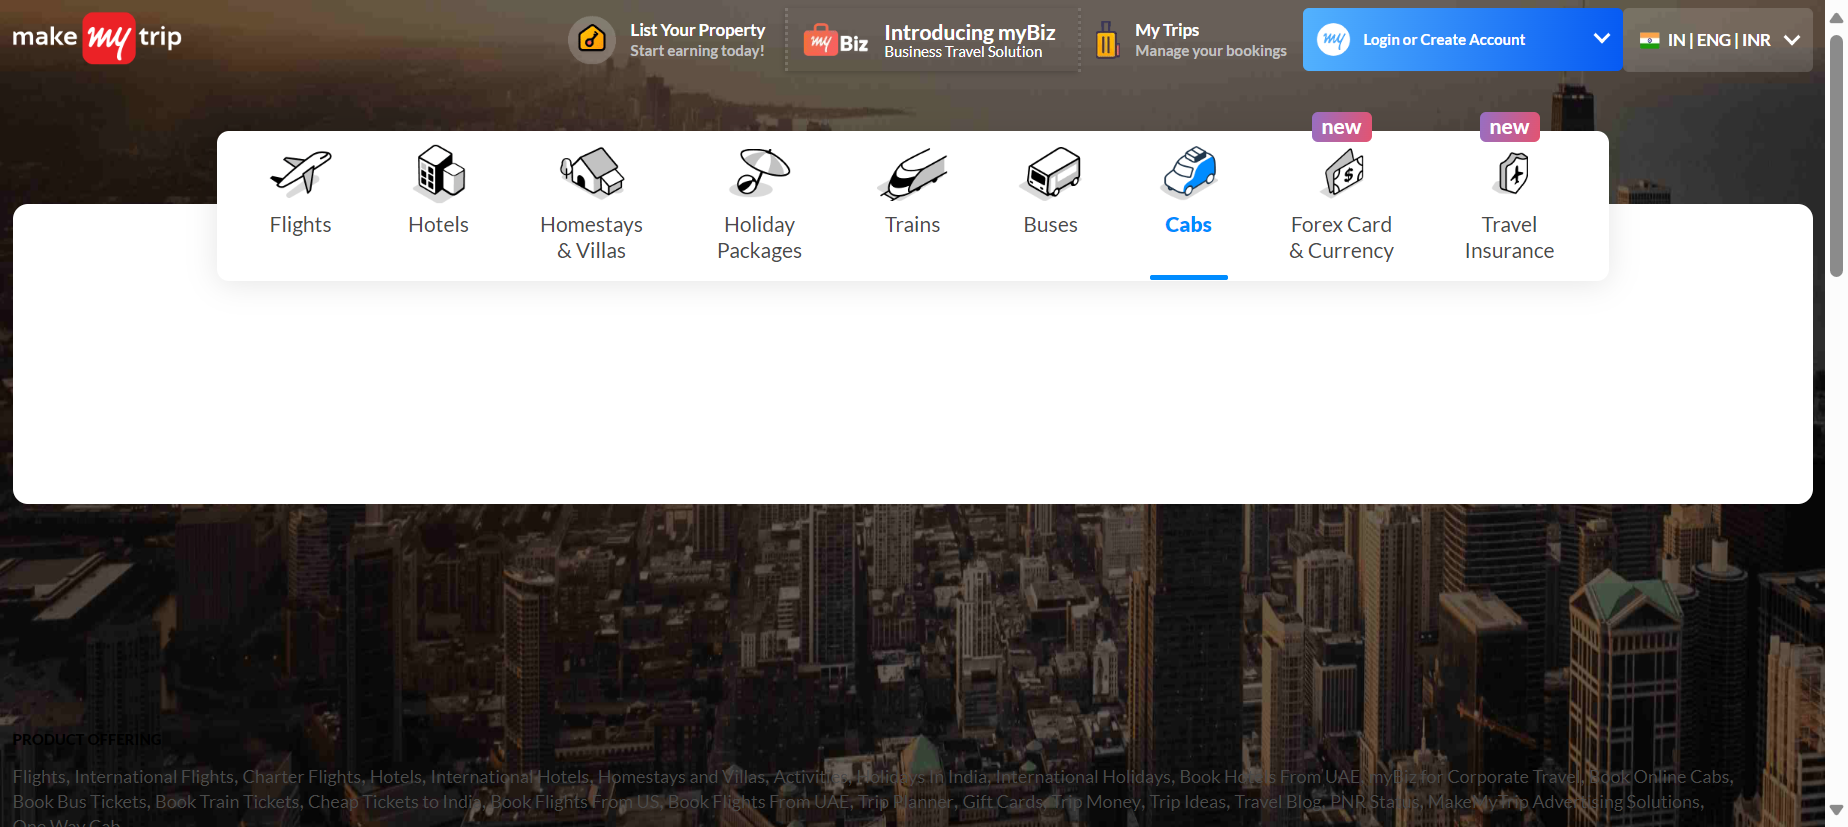 make my trip
List Your Property
Start earning today!
my Biz
Introducing myBiz
Business Travel Solution
My Trips
Manage your bookings
my
Login or Create Account
IN | ENG | INR
new
new
Flights
Hotels
Homestays
& Villas
Holiday
Packages
Trains
Buses
Cabs
Forex Card
& Currency
Travel
Insurance
PRODUCT OFFERING
Flights, International Flights, Charter Flights, Hotels, International Hotels, Homestays and Villas, Activities, Holidays In India, International Holidays, Book Hotels From UAE, myBiz for Corporate Travel, Book Online Cabs,
Book Bus Tickets, Book Train Tickets, Cheap Tickets to India, Book Flights From US, Book Flights From UAE, Trip Planner, Gift Cards, Trip Money, Trip Ideas, Travel Blog, PNR Status, MakeMyTrip Advertising Solutions,
One Way Cab